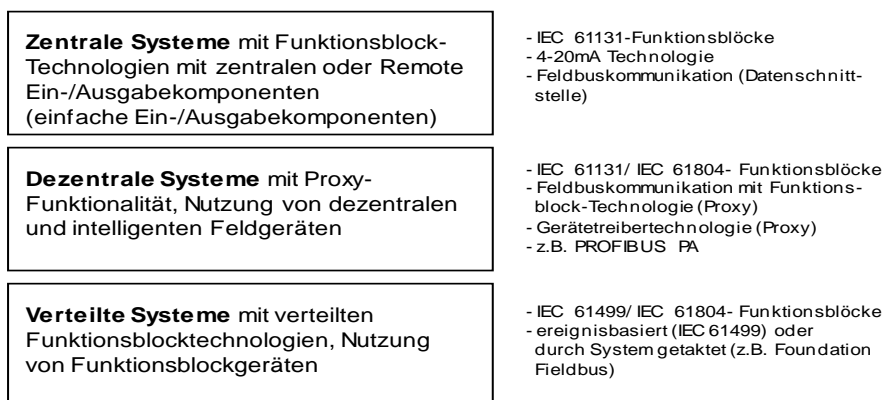 Zentrale Systeme mit Funktionsblock-
Technologien mit zentralen oder Remote
Ein-/Ausgabekomponenten
(einfache Ein-/Ausgabekomponenten)
- IEC 61131-Funktionsblöcke
- 4-20mA Technologie
- Feldbuskommunikation (Datenschnitt-
stelle)
Dezentrale Systeme mit Proxy-
Funktionalität, Nutzung von dezentralen
und intelligenten Feldgeräten
- IEC 61131/ IEC 61804- Funktionsblöcke
- Feldbuskommunikation mit Funktions-
block-Technologie (Proxy)
- Gerätetreibertechnologie (Proxy)
- z.B. PROFIBUS PA
Verteilte Systeme mit verteilten
Funktionsblocktechnologien, Nutzung
von Funktionsblockgeräten
- IEC 61499/ IEC 61804- Funktionsblöcke
- ereignisbasiert (IEC 61499) oder
durch System getaktet (z.B. Foundation
Fieldbus)